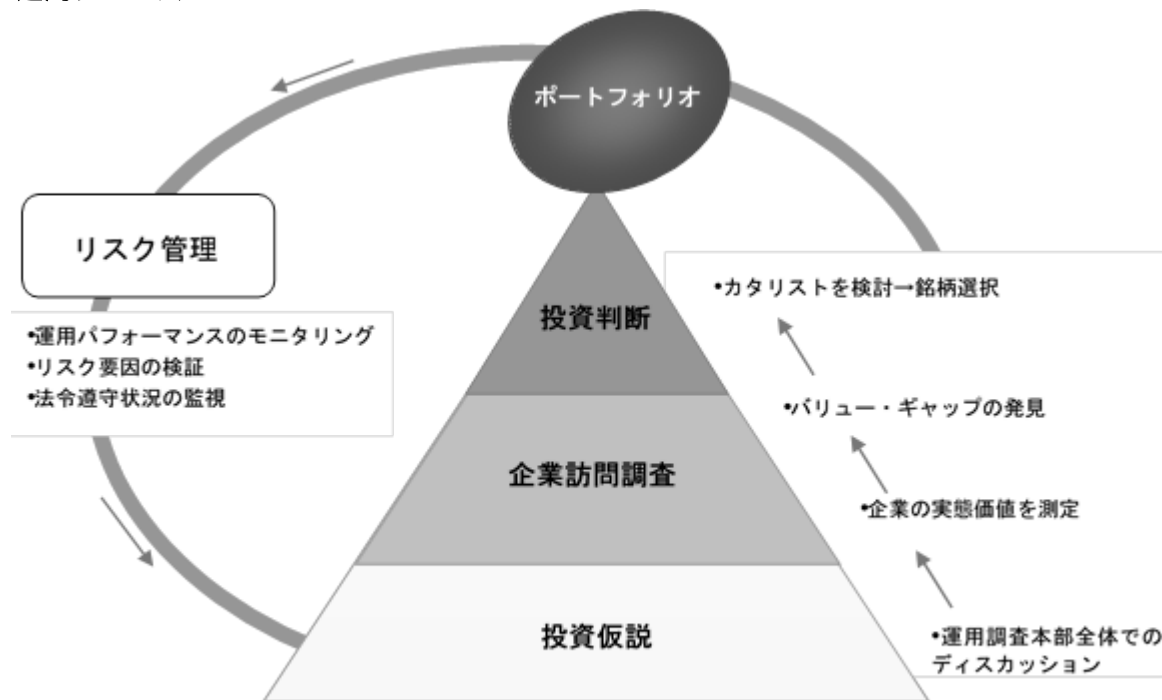 ポートフォリオ
リスク管理
•運用パフォーマンスのモニタリング
•リスク要因の検証
•法令遵守状況の監視
投資判断
企業訪問調査
投資仮説
•カタリストを検討→銘柄選択
•バリュー・ギャップの発見
•企業の実態価値を測定
•運用調査本部全体での
ディスカッション